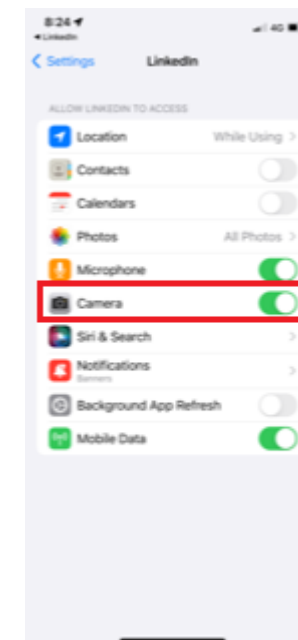 8:24
LinkedIn
Settings LinkedIn
ALLOW LINKEDIN TO ACCESS
Location While Using
Contacts
Calendars
Photos All Photos
Microphone
Camera
Siri & Search
Notifications
Banners
Background App Refresh
Mobile Data